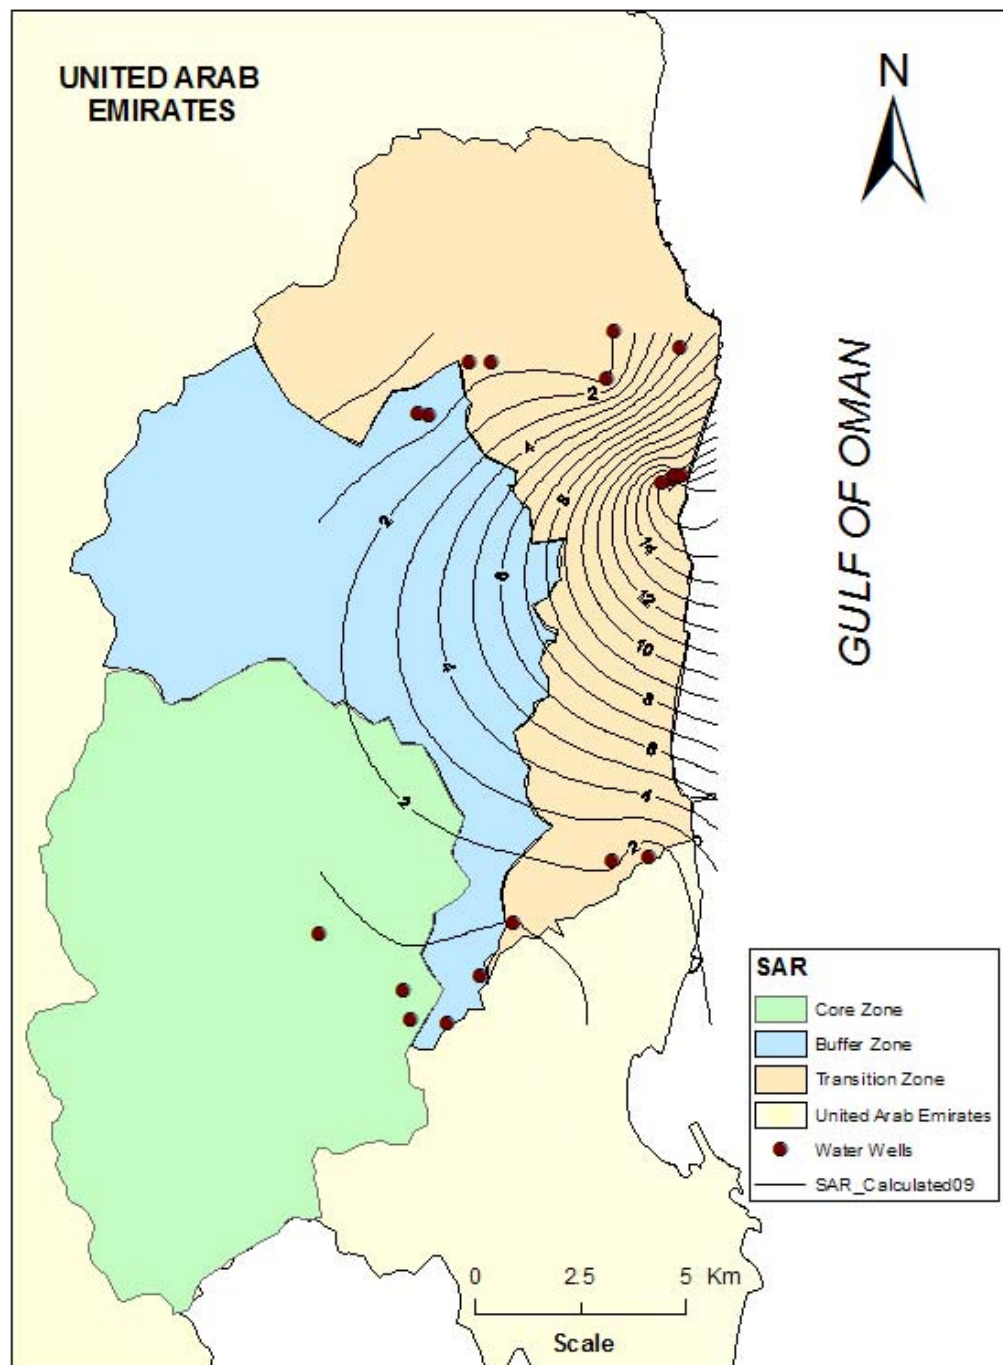 UNITED ARAB
EMIRATES
N
GULF OF OMAN
2
4
8
2
6
14
12
10
4
8
6
2
4
2
SAR
Core Zone
Buffer Zone
Transition Zone
United Arab Emirates
Water Wells
SAR_Calculated09
0 2.5 5 Km
Scale